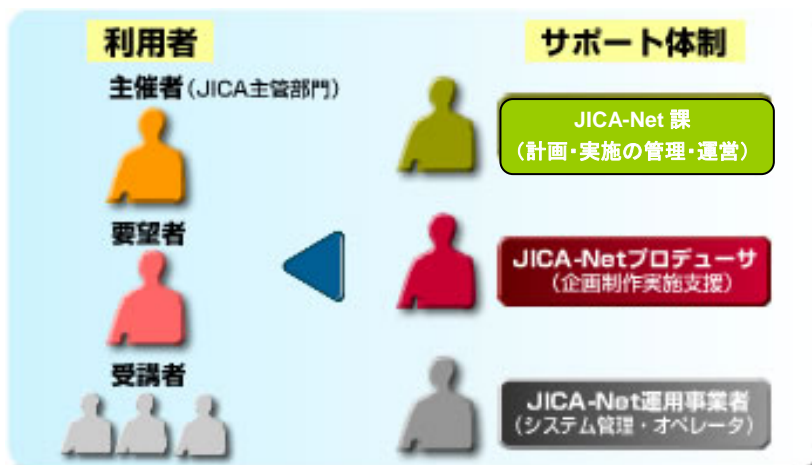 利用者
主催者(JICA主管部門)
要望者
受講者
サポート体制
JICA-Net 課
(計画・実施の管理・運営)
JICA-Netプロデューサ
(企画制作実施支援)
JICA-Net運用事業者
(システム管理・オペレータ)